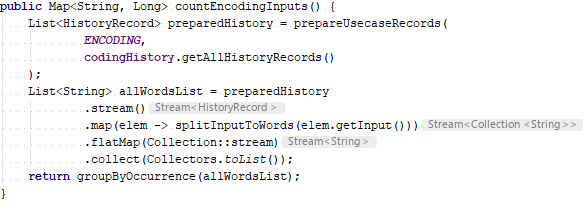 public Map<String, Long> countEncodingInputs() {
List<HistoryRecord> preparedHistory = prepareUsecaseRecords(
ENCODING,
codingHistory.getAllHistoryRecords()
);
List<String> allWordsList = preparedHistory
.stream() Stream<HistoryRecord >
.map(elem -> splitInputToWords(elem.getInput())) Stream<Collection <String>>
.flatMap(Collection::stream) Stream<String>
.collect(Collectors.toList());
return groupByOccurrence(allWordsList);
}